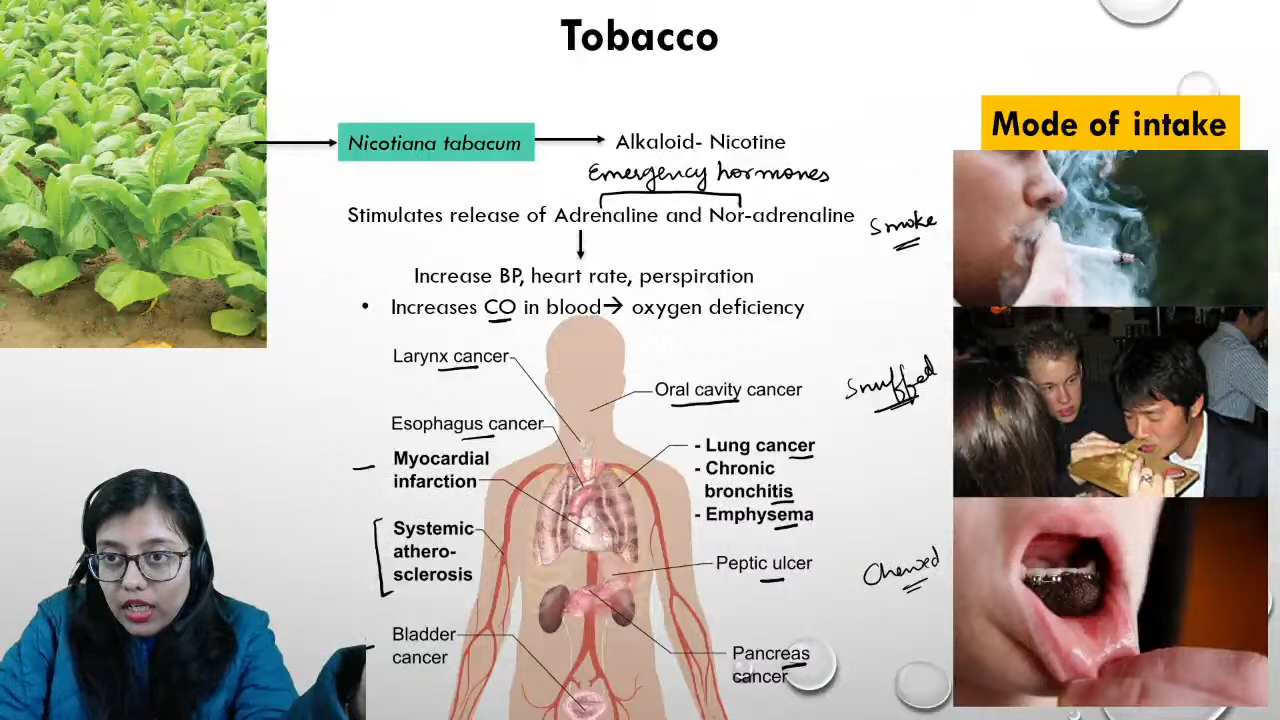 Tobacco
Mode of intake
Nicotiana tabacum
Alkaloid- Nicotine
Emergency hormones
Stimulates release of Adrenaline and Nor-adrenaline
Smoke
Increase BP, heart rate, perspiration
• Increases CO in blood→ oxygen deficiency
Larynx cancer
Oral cavity cancer
Snuffed
Esophagus cancer
Myocardial
infarction
- Lung cancer
- Chronic
bronchitis
- Emphysema
Systemic
athero-
sclerosis
Peptic ulcer
Chewed
Bladder
cancer
Pancreas
cancer